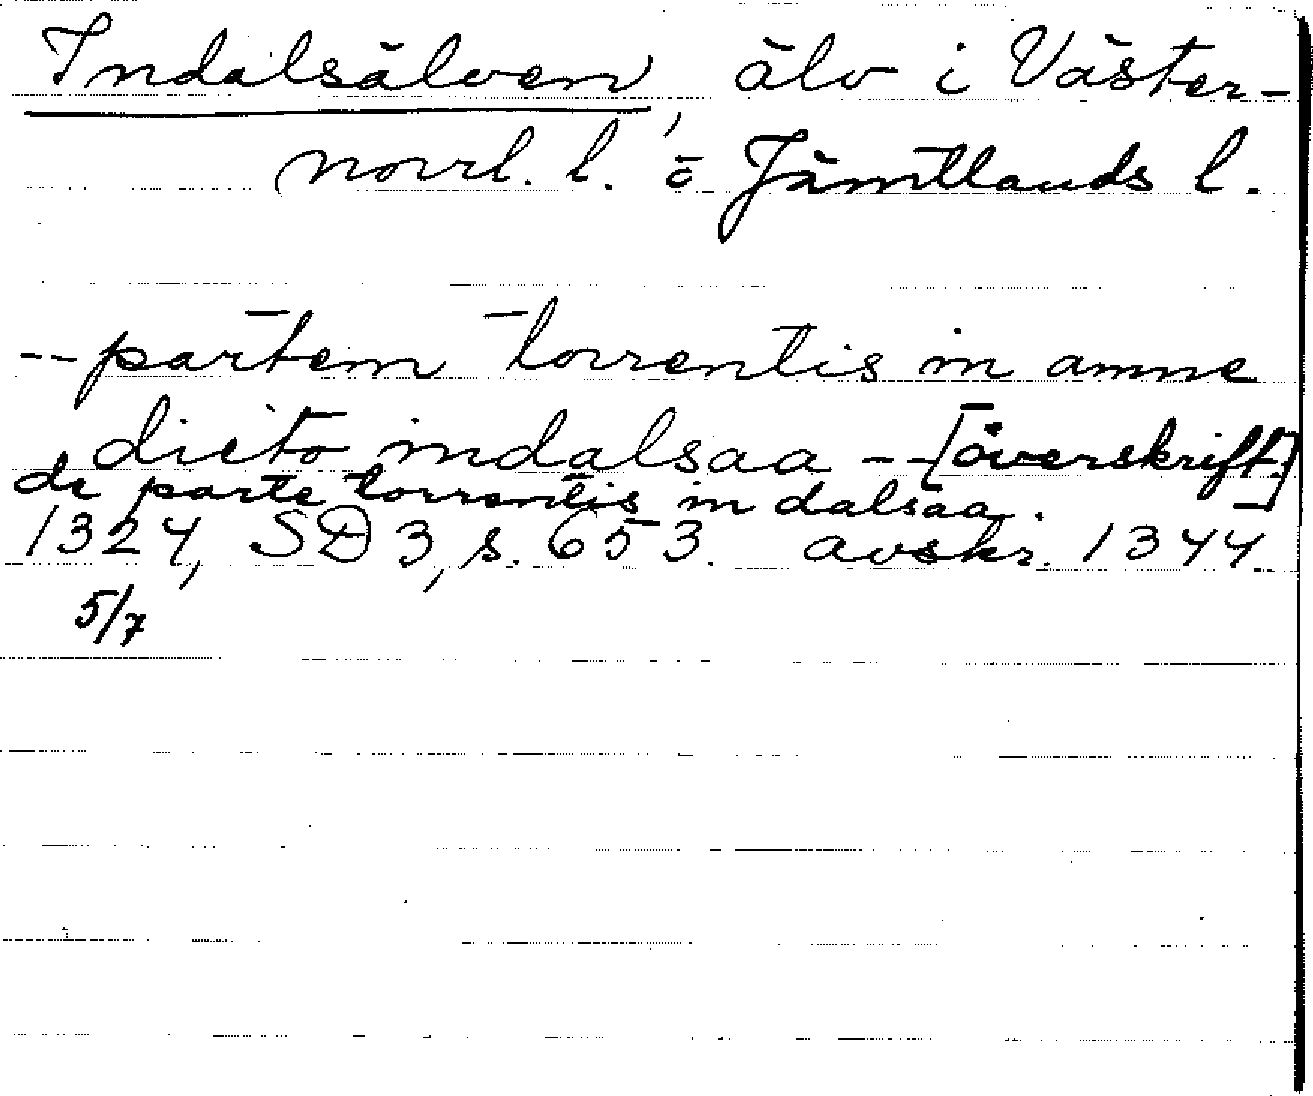 Indalsälven, älv i Väster-
norrl. l. o Jämtlands l.
-- partem torrentis in amne
dicto indalsaa -- [överskrift:
de parte torrentis in dalsaa.]
1324, SD 3, s. 653. avskr. 1344
5/7